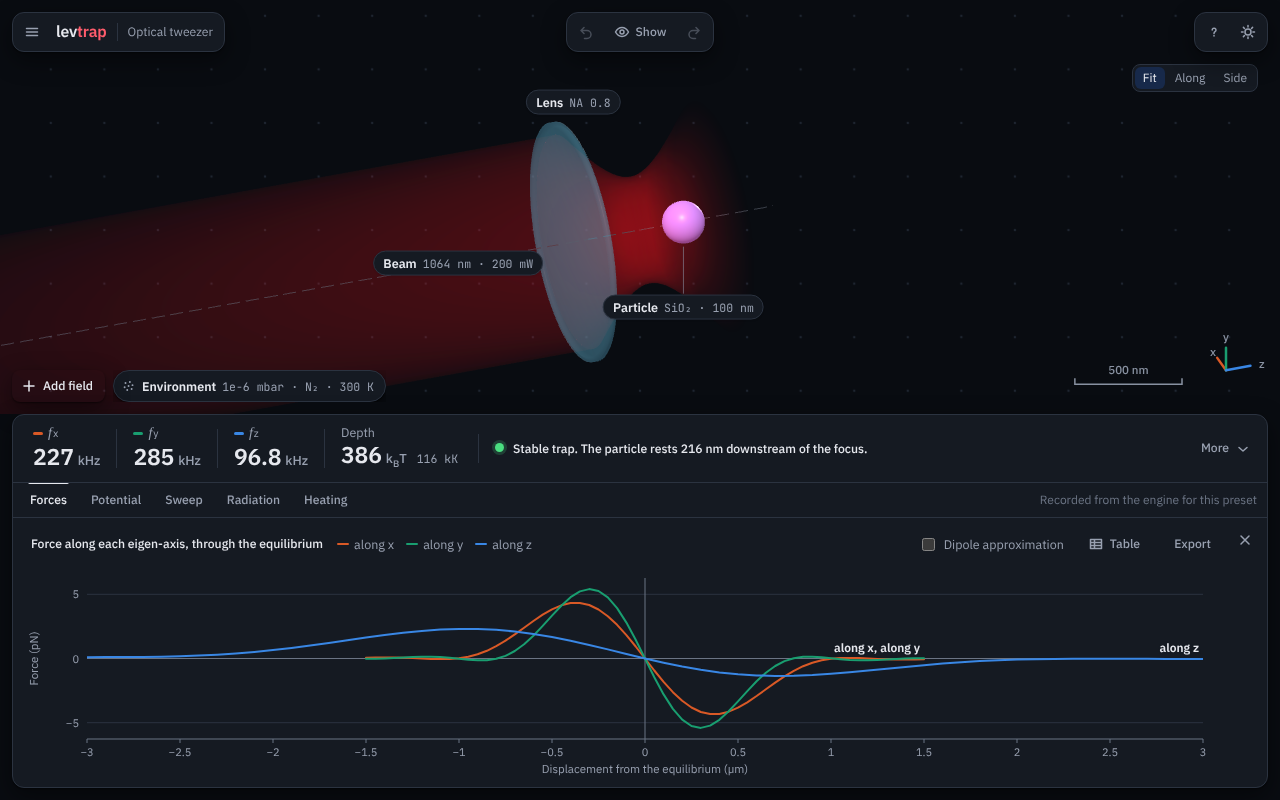 levtrap Optical tweezer
Show
?
Fit Along Side
Lens NA 0.8
Beam 1064 nm · 200 mW
Particle SiO₂ · 100 nm
Add field
Environment 1e-6 mbar · N₂ · 300 K
500 nm
y
x
z
fx
227 kHz
fy
285 kHz
fz
96.8 kHz
Depth
386 kBT 116 kK
Stable trap. The particle rests 216 nm downstream of the focus.
More
Forces Potential Sweep Radiation Heating
Recorded from the engine for this preset
Force along each eigen-axis, through the equilibrium
along x along y along z
Dipole approximation
Table
Export
Force (pN)
5
0
−5
along x, along y
along z
−3 −2.5 −2 −1.5 −1 −0.5 0 0.5 1 1.5 2 2.5 3
Displacement from the equilibrium (μm)